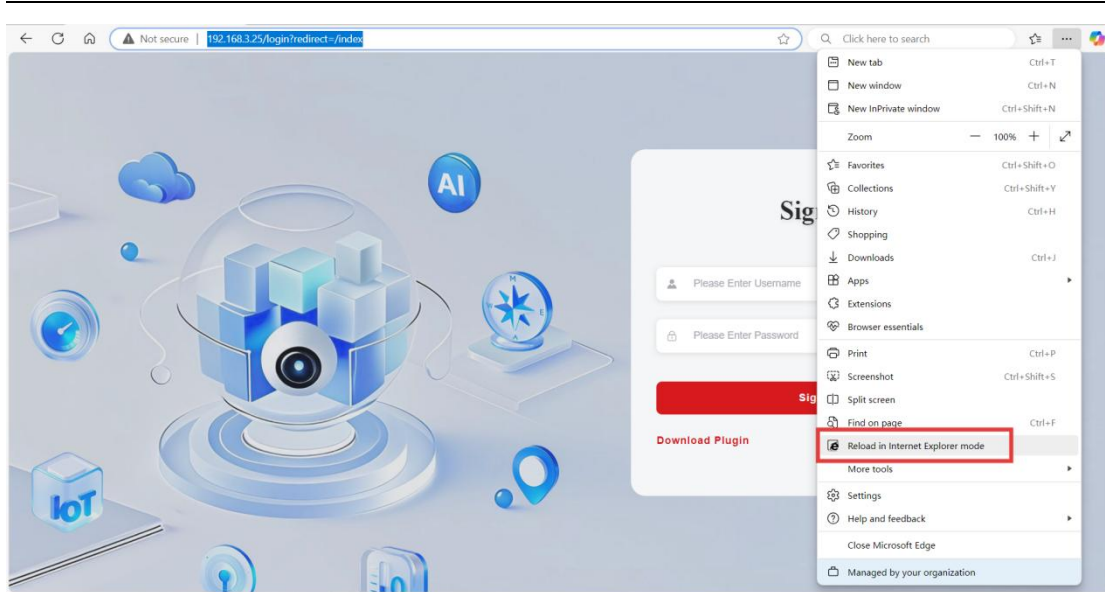 Not secure 192.168.3.25/login?redirect=/index
Click here to search
New tab Ctrl+T
New window Ctrl+N
New InPrivate window Ctrl+Shift+N
Zoom — 100% +
Favorites Ctrl+Shift+O
Collections Ctrl+Shift+Y
History Ctrl+H
Shopping
Downloads Ctrl+J
Apps
Extensions
Browser essentials
Print Ctrl+P
Screenshot Ctrl+Shift+S
Split screen
Find on page Ctrl+F
Reload in Internet Explorer mode
More tools
Settings
Help and feedback
Close Microsoft Edge
Managed by your organization
AI
M
E
A
IoT
Sig
Please Enter Username
Please Enter Password
Sig
Download Plugin